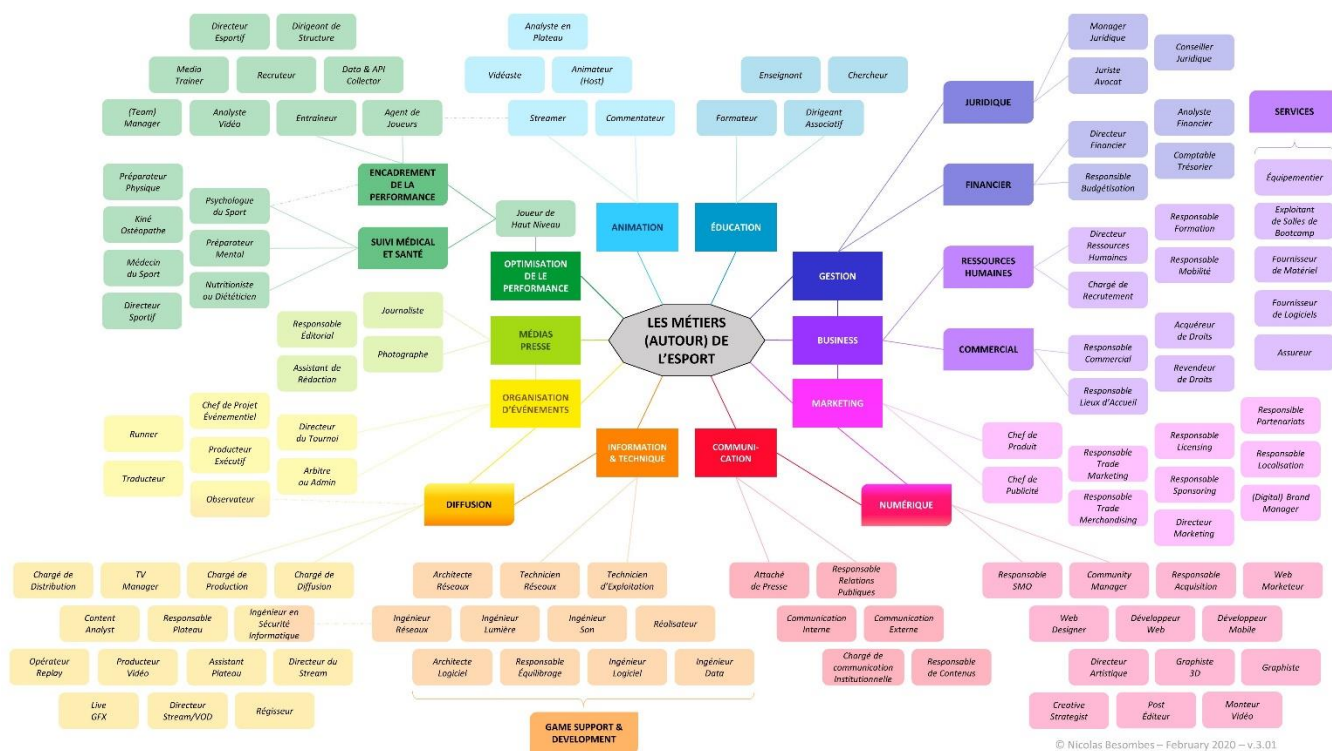 Directeur
Esportif
Dirigeant de
Structure
Media
Trainer
Recruteur
Data & API
Collector
(Team)
Manager
Analyste
Vidéo
Entraîneur
Agent de
Joueurs
ENCADREMENT
DE LA
PERFORMANCE
Préparateur
Physique
Psychologue
du Sport
Kiné
Ostéopathe
Préparateur
Mental
Médecin
du Sport
Nutritioniste
ou Diététicien
Directeur
Sportif
SUIVI MÉDICAL
ET SANTÉ
Joueur de
Haut Niveau
OPTIMISATION
DE LE
PERFORMANCE
Analyste en
Plateau
Vidéaste
Animateur
(Host)
Streamer
Commentateur
ANIMATION
Enseignant
Chercheur
Formateur
Dirigeant
Associatif
ÉDUCATION
LES MÉTIERS
(AUTOUR) DE
L'ESPORT
GESTION
JURIDIQUE
Manager
Juridique
Conseiller
Juridique
Juriste
Avocat
FINANCIER
Directeur
Financier
Analyste
Financier
Responsible
Budgétisation
Comptable
Trésorier
BUSINESS
RESSOURCES
HUMAINES
Directeur
Ressources
Humaines
Responsable
Formation
Chargé de
Recrutement
Responsable
Mobilité
COMMERCIAL
Responsable
Commercial
Acquéreur
de Droits
Responsable
Lieux d'Accueil
Revendeur
de Droits
SERVICES
Équipementier
Exploitant
de Salles de
Bootcamp
Fournisseur
de Matériel
Fournisseur
de Logiciels
Assureur
MARKETING
Chef de
Produit
Chef de
Publicité
Responsable
Trade
Marketing
Responsable
Trade
Merchandising
Responsable
Licensing
Responsable
Sponsoring
Directeur
Marketing
Responsible
Partenariats
Responsable
Localisation
(Digital) Brand
Manager
MÉDIAS
PRESSE
Journaliste
Responsable
Éditorial
Photographe
Assistant de
Rédaction
ORGANISATION
D'ÉVÉNEMENTS
Chef de Projet
Événementiel
Runner
Directeur
du Tournoi
Producteur
Exécutif
Traducteur
Arbitre
ou Admin
Observateur
INFORMATION
& TECHNIQUE
COMMUNI-
CATION
DIFFUSION
NUMÉRIQUE
Chargé de
Distribution
TV
Manager
Chargé de
Production
Chargé de
Diffusion
Content
Analyst
Responsable
Plateau
Ingénieur en
Sécurité
Informatique
Opérateur
Replay
Producteur
Vidéo
Assistant
Plateau
Directeur du
Stream
Live
GFX
Directeur
Stream/VOD
Régisseur
Architecte
Réseaux
Technicien
Réseaux
Technicien
d'Exploitation
Ingénieur
Réseaux
Ingénieur
Lumière
Ingénieur
Son
Réalisateur
Architecte
Logiciel
Responsable
Équilibrage
Ingénieur
Logiciel
Ingénieur
Data
GAME SUPPORT &
DEVELOPMENT
Attaché
de Presse
Responsable
Relations
Publiques
Communication
Interne
Communication
Externe
Chargé de
communication
Institutionnelle
Responsable
de Contenus
Responsable
SMO
Community
Manager
Responsable
Acquisition
Web
Marketeur
Web
Designer
Développeur
Web
Développeur
Mobile
Directeur
Artistique
Graphiste
3D
Graphiste
Creative
Strategist
Post
Éditeur
Monteur
Vidéo
© Nicolas Besombes – February 2020 – v.3.01